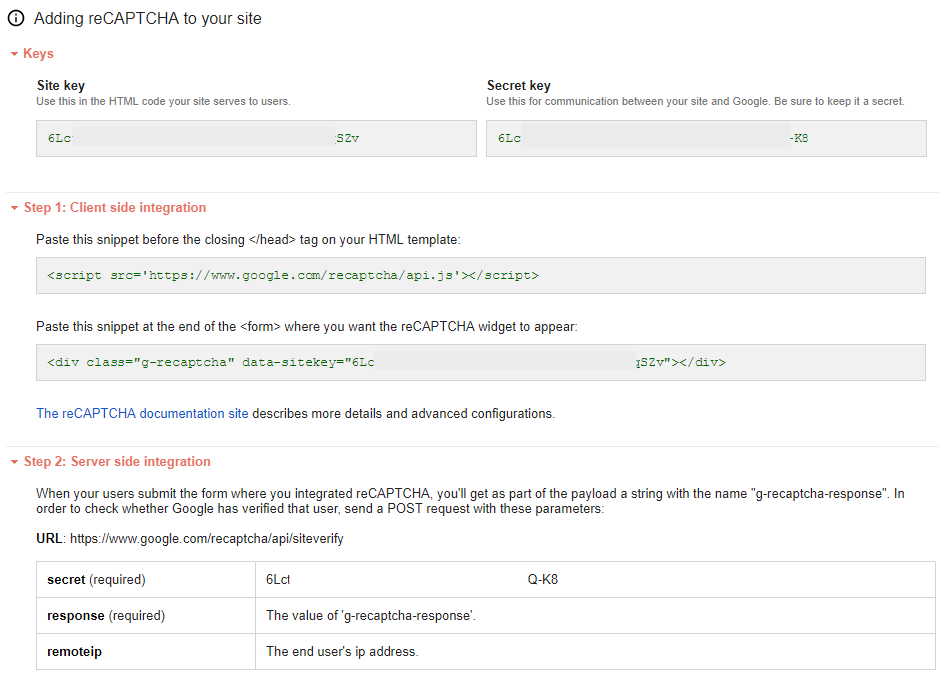 Adding reCAPTCHA to your site
Keys
Site key
Use this in the HTML code your site serves to users.
Secret key
Use this for communication between your site and Google. Be sure to keep it a secret.
6Lc SZv
6Lc -K8
Step 1: Client side integration
Paste this snippet before the closing </head> tag on your HTML template:
<script src='https://www.google.com/recaptcha/api.js'></script>
Paste this snippet at the end of the <form> where you want the reCAPTCHA widget to appear:
<div class="g-recaptcha" data-sitekey="6Lc qSZv"></div>
The reCAPTCHA documentation site describes more details and advanced configurations.
Step 2: Server side integration
When your users submit the form where you integrated reCAPTCHA, you'll get as part of the payload a string with the name "g-recaptcha-response". In
order to check whether Google has verified that user, send a POST request with these parameters:
URL: https://www.google.com/recaptcha/api/siteverify
secret (required) 6Lct Q-K8
response (required) The value of 'g-recaptcha-response'.
remoteip The end user's ip address.